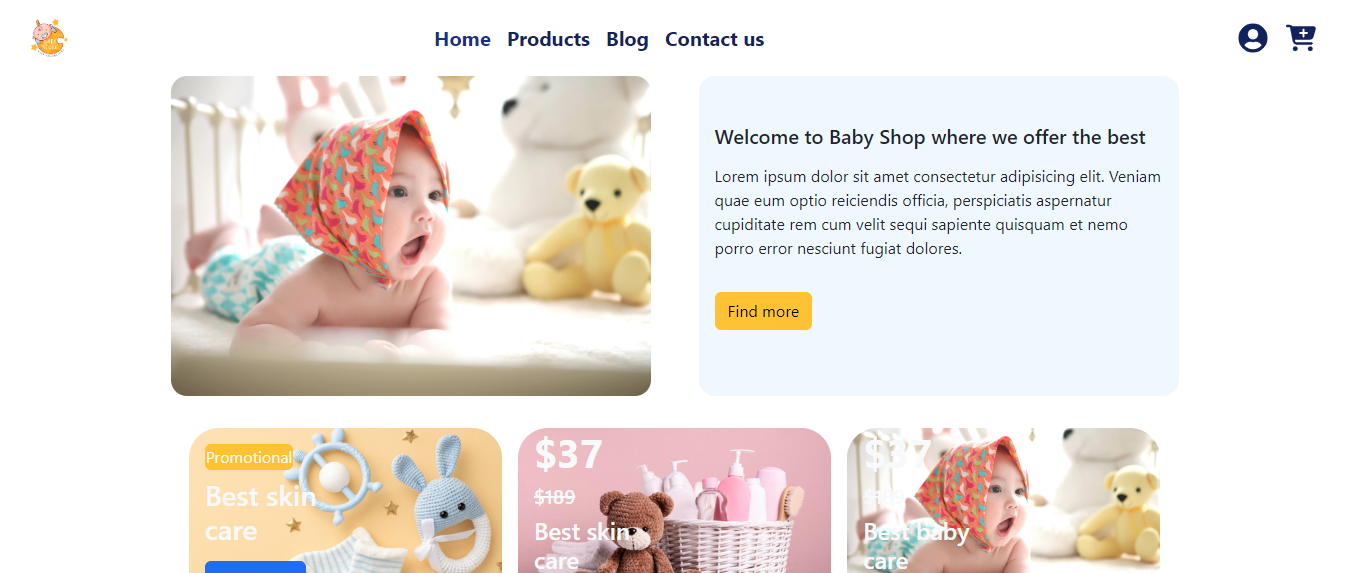 Home Products Blog Contact us
Welcome to Baby Shop where we offer the best
Lorem ipsum dolor sit amet consectetur adipisicing elit. Veniam
quae eum optio reiciendis officia, perspiciatis aspernatur
cupiditate rem cum velit sequi sapiente quisquam et nemo
porro error nesciunt fugiat dolores.
Find more
Promotional
Best skin
care
$37
$189
Best skin
care
$37
Best baby
care